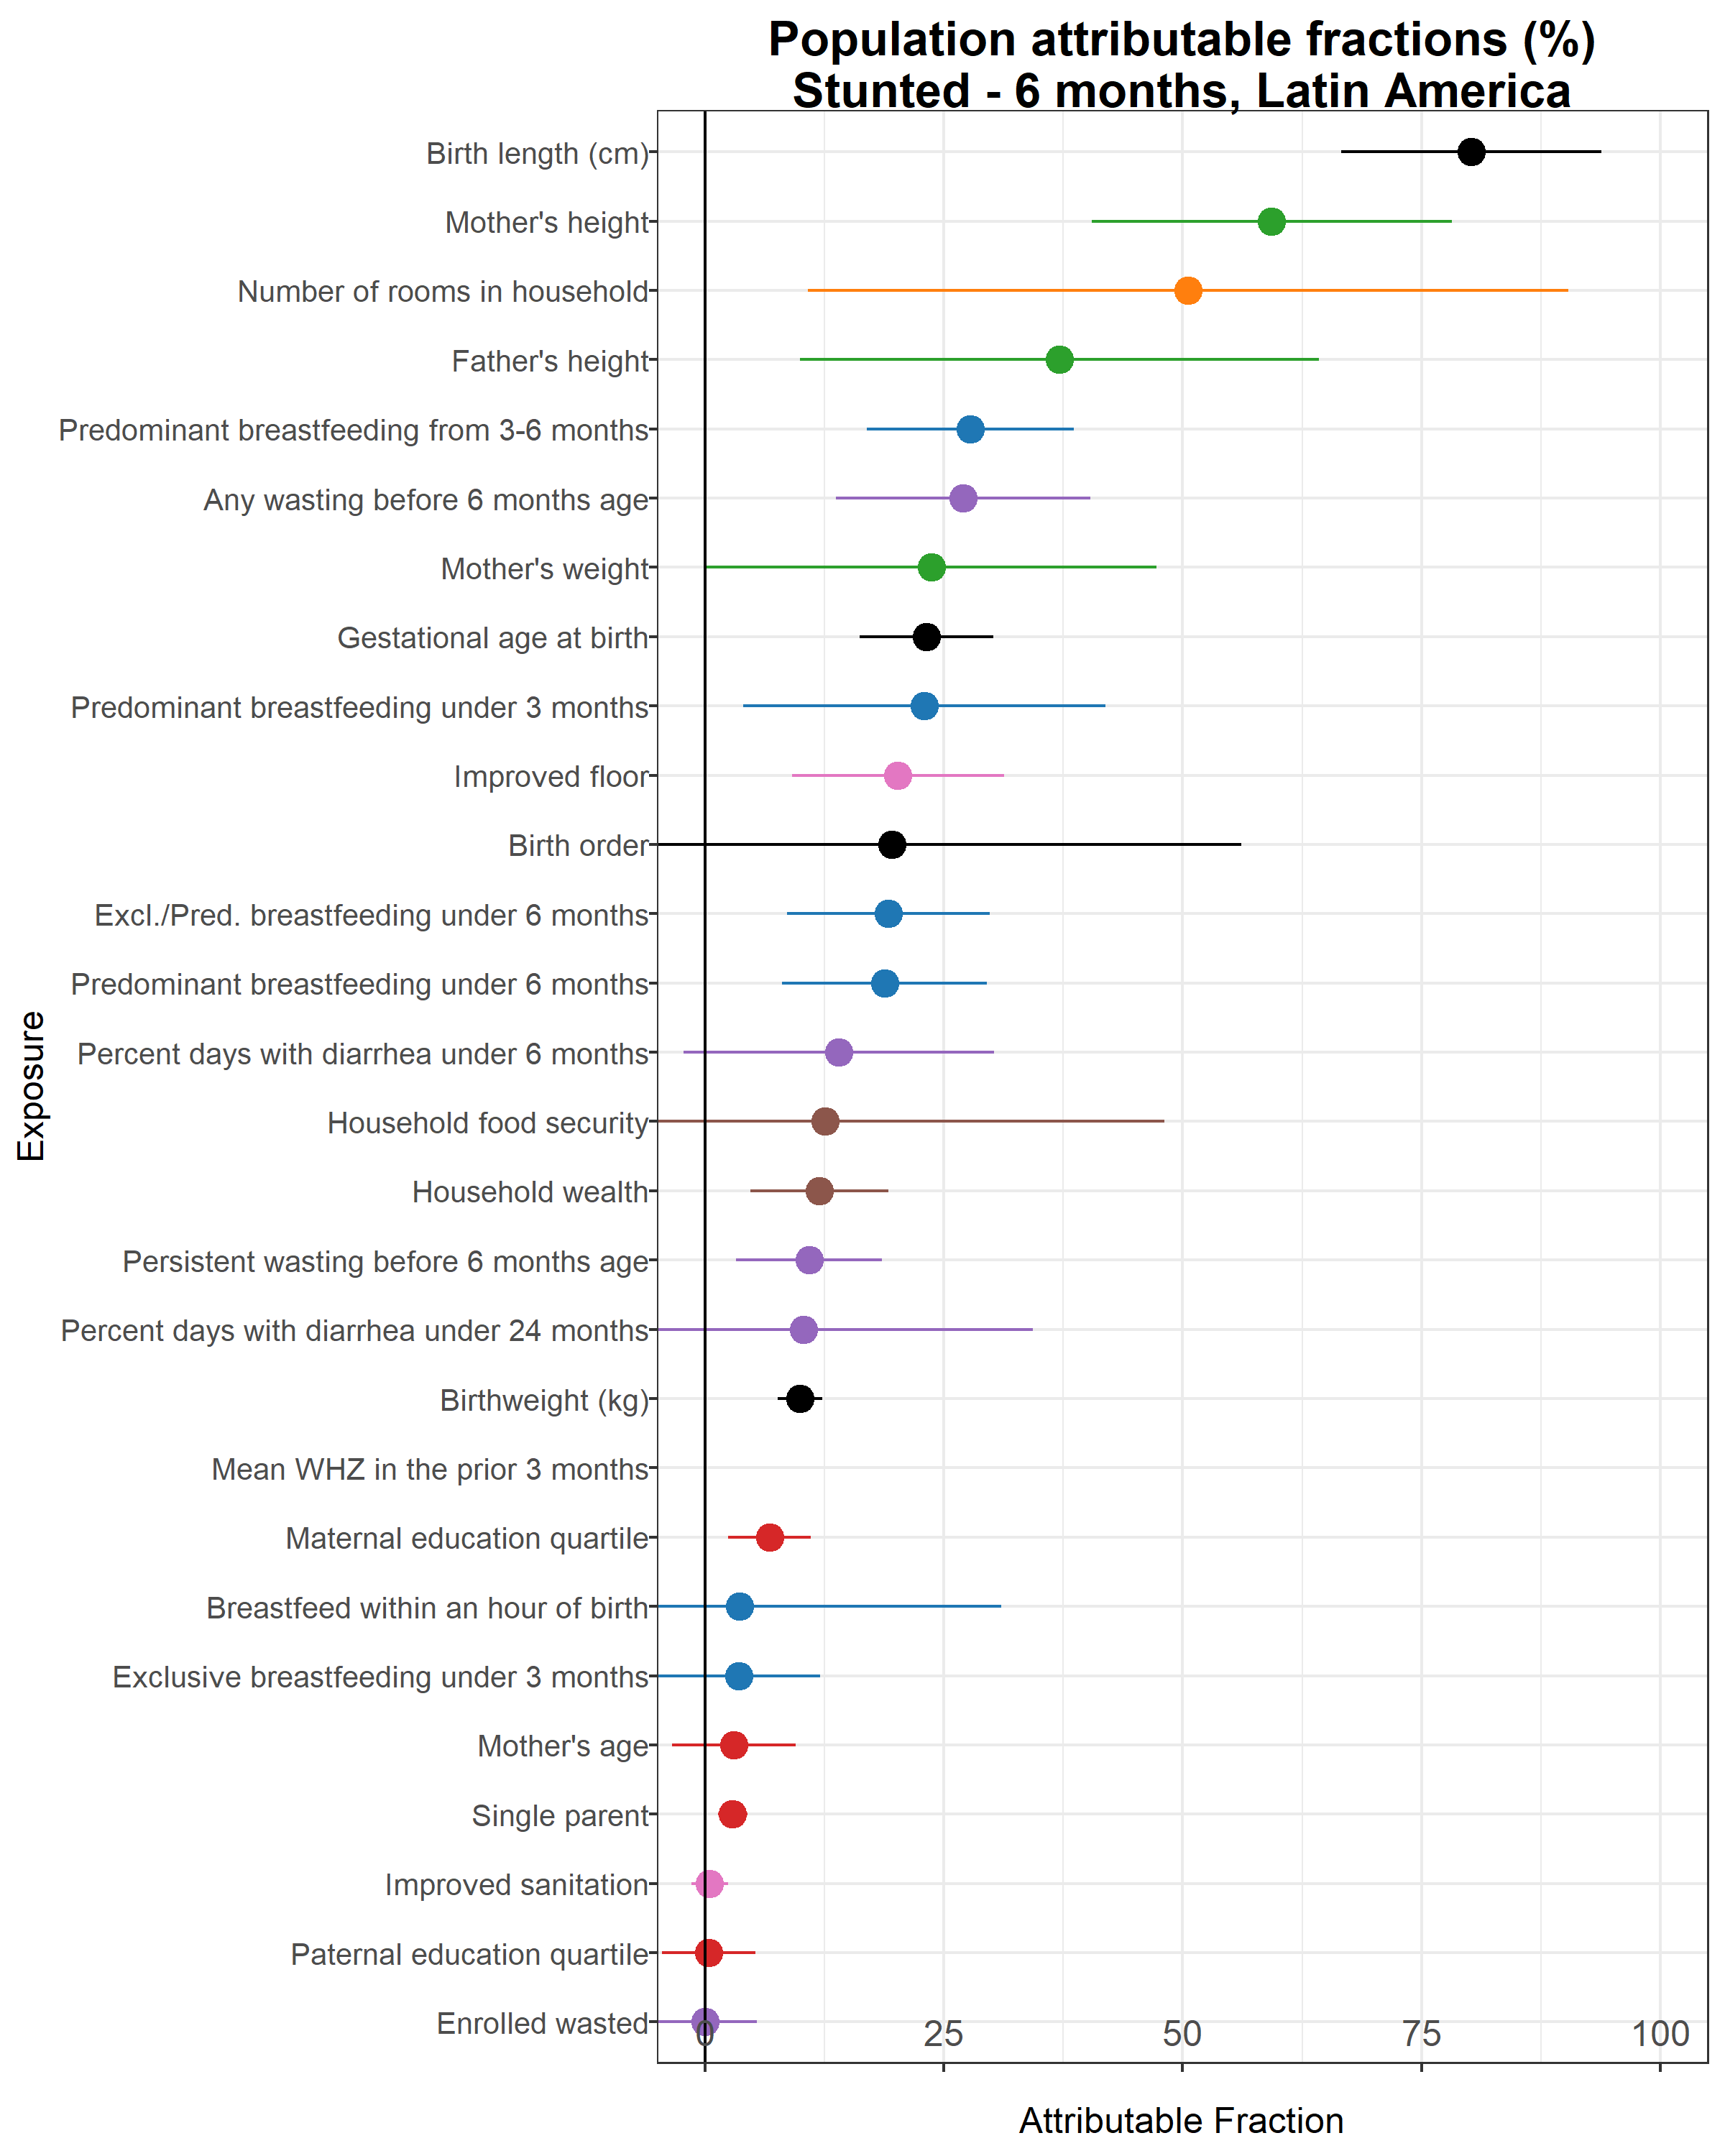 Population attributable fractions (%)
Stunted - 6 months, Latin America
Birth length (cm)
Mother's height
Number of rooms in household
Father's height
Predominant breastfeeding from 3-6 months
Any wasting before 6 months age
Mother's weight
Gestational age at birth
Predominant breastfeeding under 3 months
Improved floor
Birth order
Excl./Pred. breastfeeding under 6 months
Predominant breastfeeding under 6 months
Percent days with diarrhea under 6 months
Household food security
Household wealth
Persistent wasting before 6 months age
Percent days with diarrhea under 24 months
Birthweight (kg)
Mean WHZ in the prior 3 months
Maternal education quartile
Breastfeed within an hour of birth
Exclusive breastfeeding under 3 months
Mother's age
Single parent
Improved sanitation
Paternal education quartile
Enrolled wasted
Exposure
0 25 50 75 100
Attributable Fraction